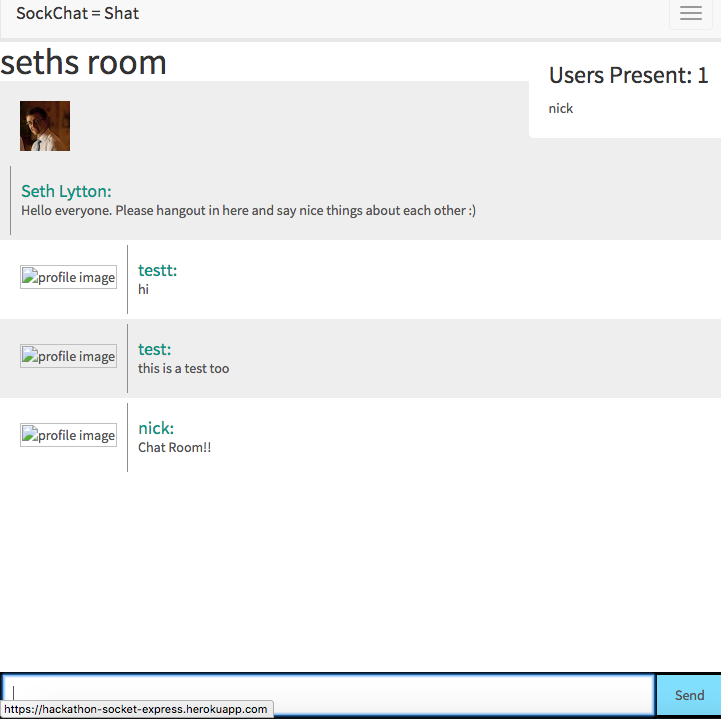 SockChat = Shat
seths room
Users Present: 1
nick
Seth Lytton:
Hello everyone. Please hangout in here and say nice things about each other :)
profile image
testt:
hi
profile image
test:
this is a test too
profile image
nick:
Chat Room!!
Send
https://hackathon-socket-express.herokuapp.com